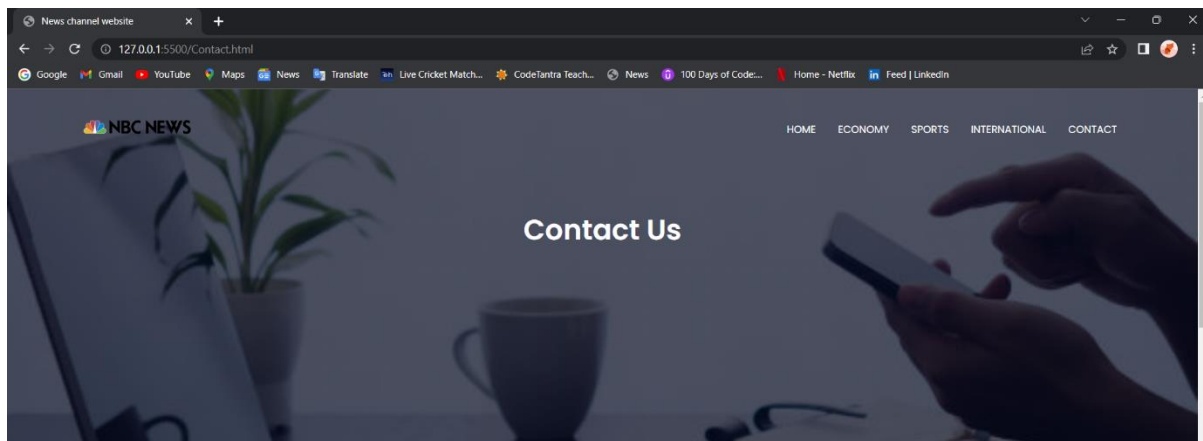 News channel website
127.0.0.1:5500/Contact.html
Google Gmail YouTube Maps News Translate Live Cricket Match... CodeTantra Teach... News 100 Days of Code:... Home - Netflix Feed | LinkedIn
NBC NEWS HOME ECONOMY SPORTS INTERNATIONAL CONTACT
Contact Us